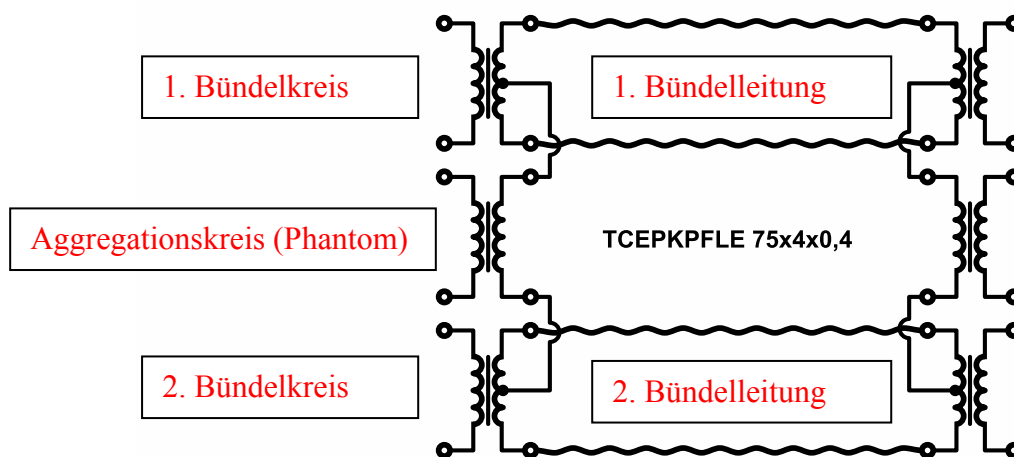 1. Bündelkreis
1. Bündelleitung
Aggregationskreis (Phantom)
TCEPKPFLE 75x4x0,4
2. Bündelkreis
2. Bündelleitung